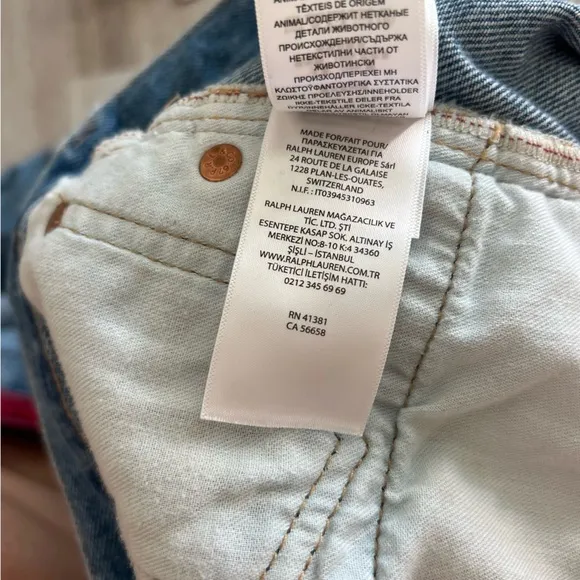 TÊXTEIS DE ORIGEM
ANIMAL/СОДЕРЖИТ НЕТКАНЫЕ
ДЕТАЛИ ЖИВОТНОГО
ПРОИСХОЖДЕНИЯ/СЪДЪРЖА
НЕТЕКСТИЛНИ ЧАСТИ ОТ
ЖИВОТИНСКИ
ПРОИЗХОД/ΠΕΡΙΕΧΕΙ ΜΗ
ΚΛΩΣΤΟΫΦΑΝΤΟΥΡΓΙΚΑ ΣΥΣΤΑΤΙΚΑ
ΖΩΙΚΗΣ ΠΡΟΕΛΕΥΣΗΣ/INNEHOLDER
IKKE-TEKSTILE DELER FRA
MADE FOR/FAIT POUR/
ΠΑΡΑΣΚΕΥΑΖΕΤΑΙ ΓΙΑ
RALPH LAUREN EUROPE Sárl
24 ROUTE DE LA GALAISE
1228 PLAN-LES-OUATES,
SWITZERLAND
N.I.F.: IT03945310963
RALPH LAUREN MAĞAZACILIK VE
TİC. LTD. ŞTİ
ESENTEPE KASAP SOK. ALTINAY İŞ
MERKEZİ NO:8-10 K:4 34360
ŞİŞLİ – İSTANBUL
WWW.RALPHLAUREN.COM.TR
TÜKETİCİ İLETİŞİM HATTI:
0212 345 69 69
RN 41381
CA 56658